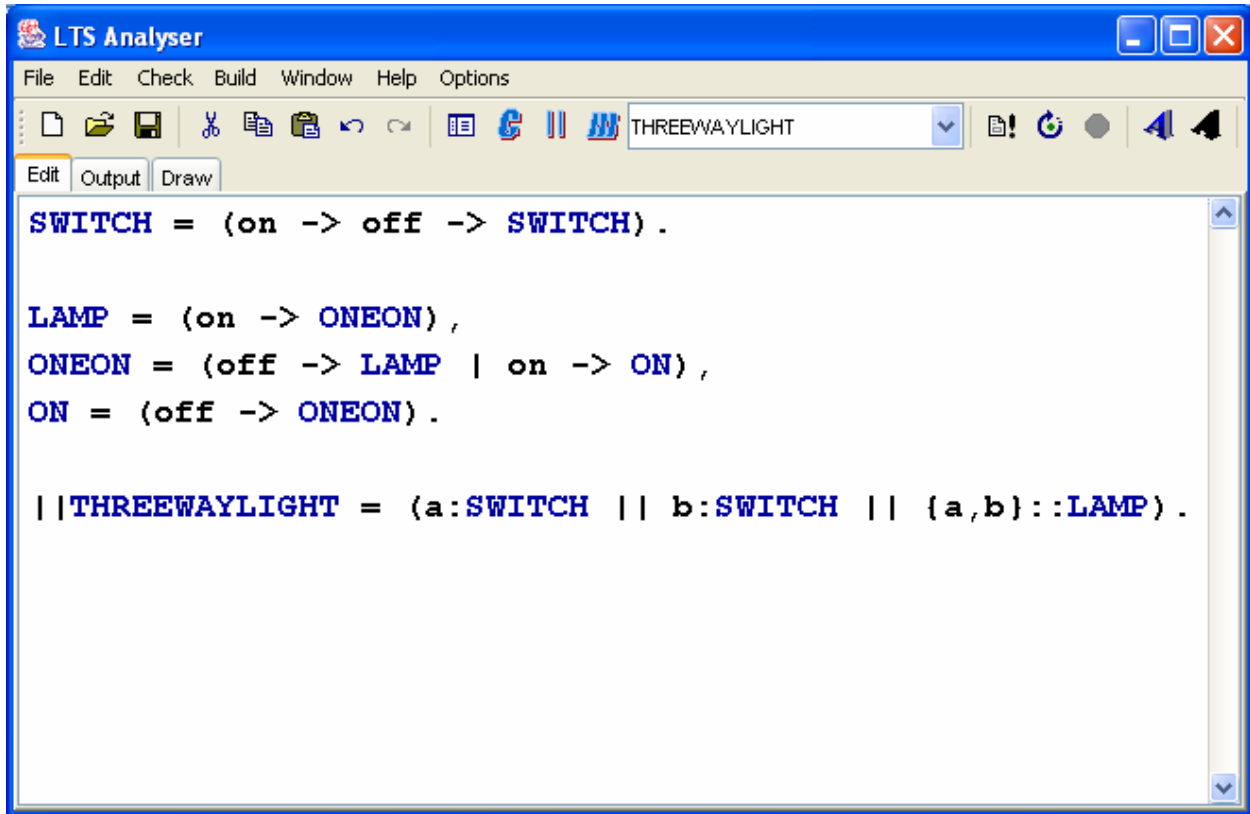 LTS Analyser
File Edit Check Build Window Help Options
THREEWAYLIGHT
Edit Output Draw
SWITCH = (on -> off -> SWITCH).
LAMP = (on -> ONEON),
ONEON = (off -> LAMP | on -> ON),
ON = (off -> ONEON).
||THREEWAYLIGHT = (a:SWITCH || b:SWITCH || {a,b}::LAMP).